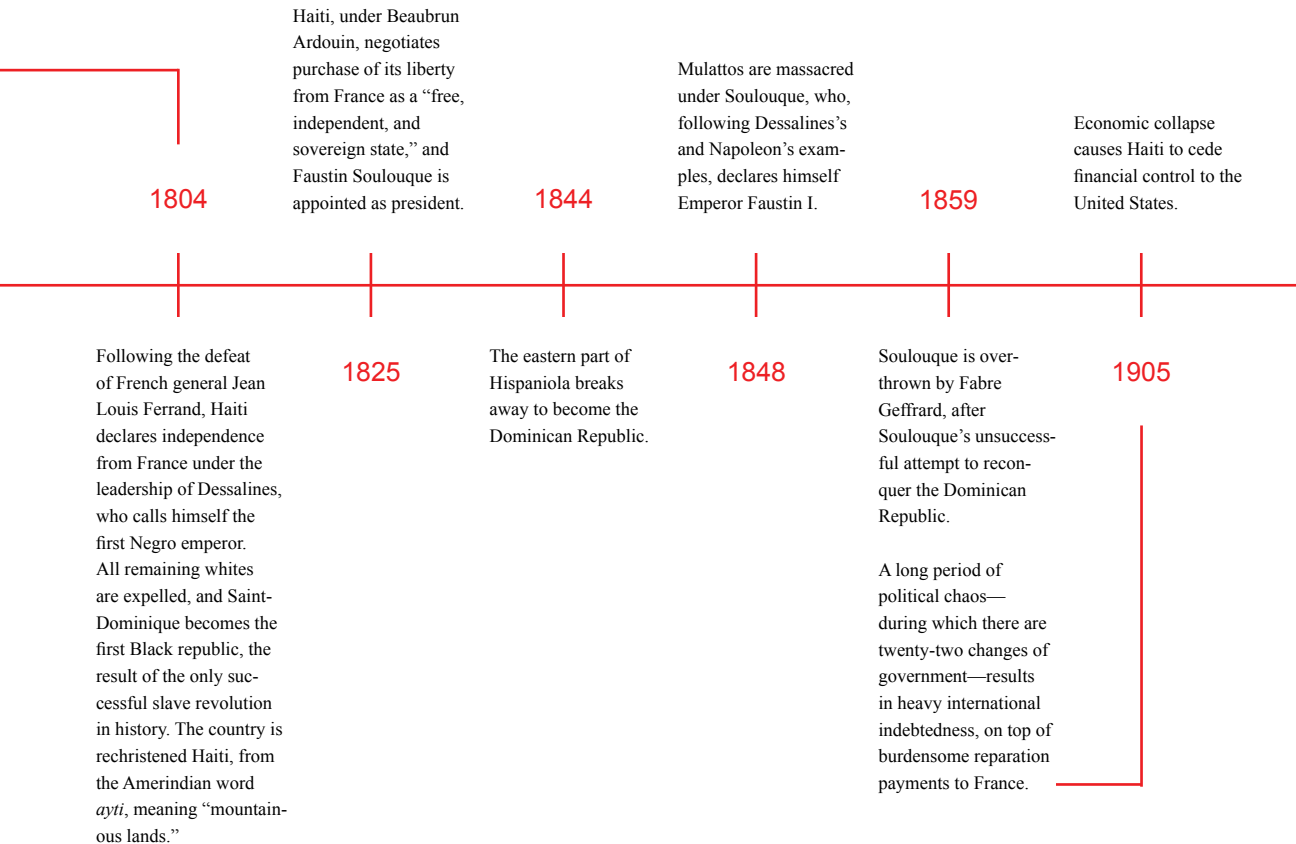 1804
Following the defeat
of French general Jean
Louis Ferrand, Haiti
declares independence
from France under the
leadership of Dessalines,
who calls himself the
first Negro emperor.
All remaining whites
are expelled, and Saint-
Dominique becomes the
first Black republic, the
result of the only suc-
cessful slave revolution
in history. The country is
rechristened Haiti, from
the Amerindian word
ayti, meaning “mountain-
ous lands.”
Haiti, under Beaubrun
Ardouin, negotiates
purchase of its liberty
from France as a “free,
independent, and
sovereign state,” and
Faustin Soulouque is
appointed as president.
1825
1844
The eastern part of
Hispaniola breaks
away to become the
Dominican Republic.
Mulattos are massacred
under Soulouque, who,
following Dessalines’s
and Napoleon’s exam-
ples, declares himself
Emperor Faustin I.
1848
1859
Soulouque is over-
thrown by Fabre
Geffrard, after
Soulouque’s unsuccess-
ful attempt to recon-
quer the Dominican
Republic.
A long period of
political chaos—
during which there are
twenty-two changes of
government—results
in heavy international
indebtedness, on top of
burdensome reparation
payments to France.
Economic collapse
causes Haiti to cede
financial control to the
United States.
1905